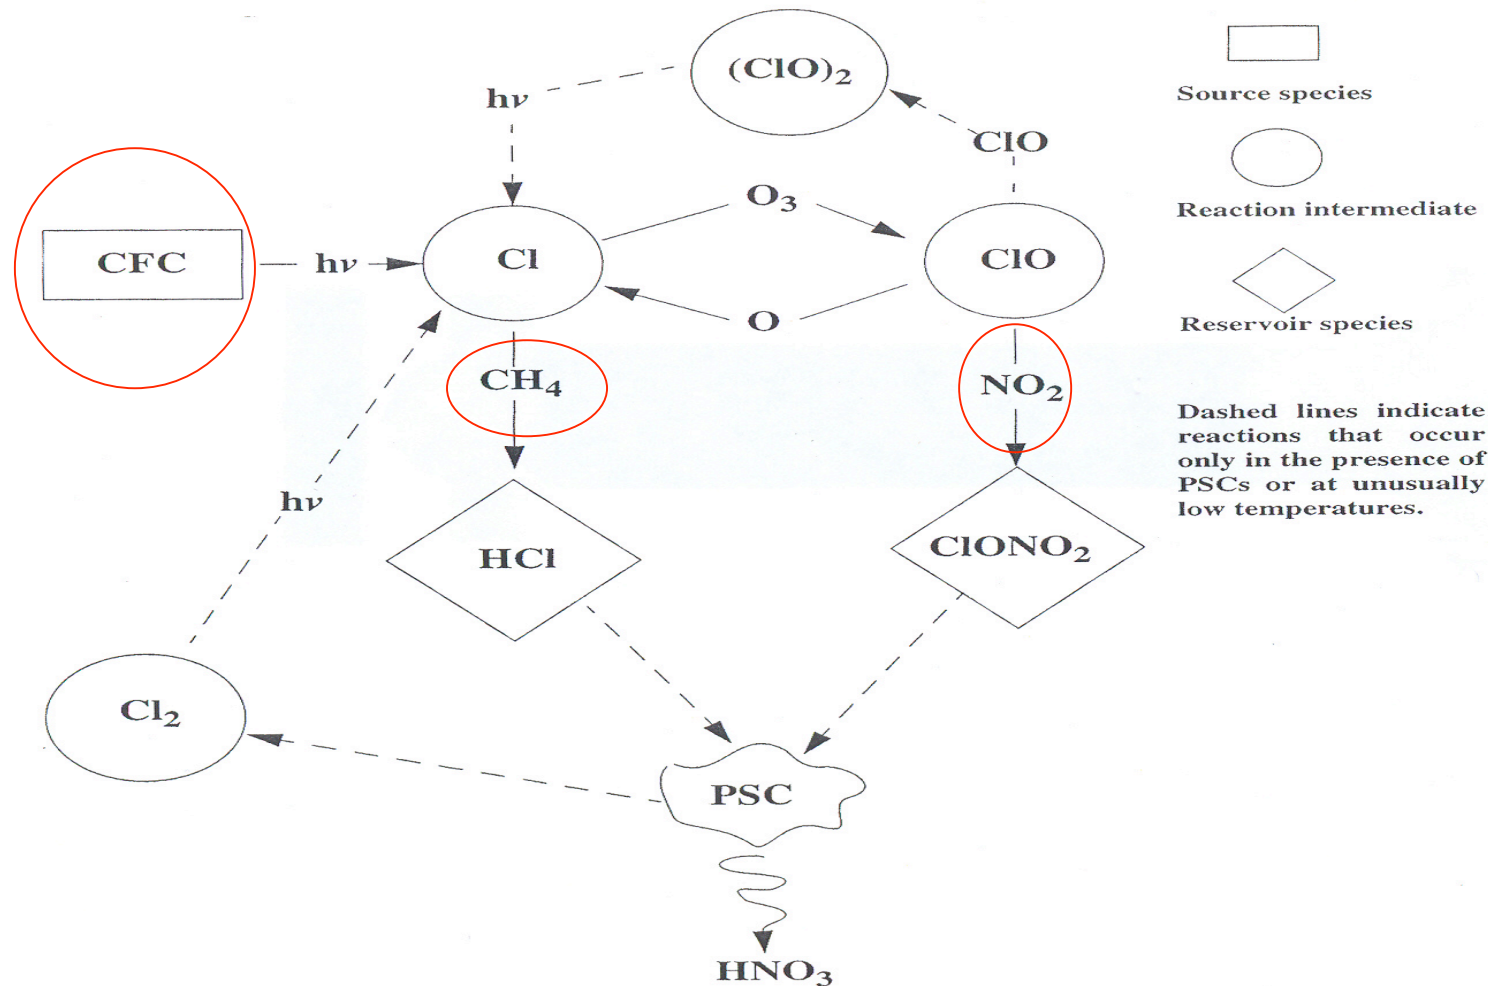 (ClO)₂
hν
ClO
O₃
CFC
hν
Cl
ClO
O
CH₄
NO₂
hν
HCl
ClONO₂
Cl₂
PSC
HNO₃
Source species
Reaction intermediate
Reservoir species
Dashed lines indicate
reactions that occur
only in the presence of
PSCs or at unusually
low temperatures.